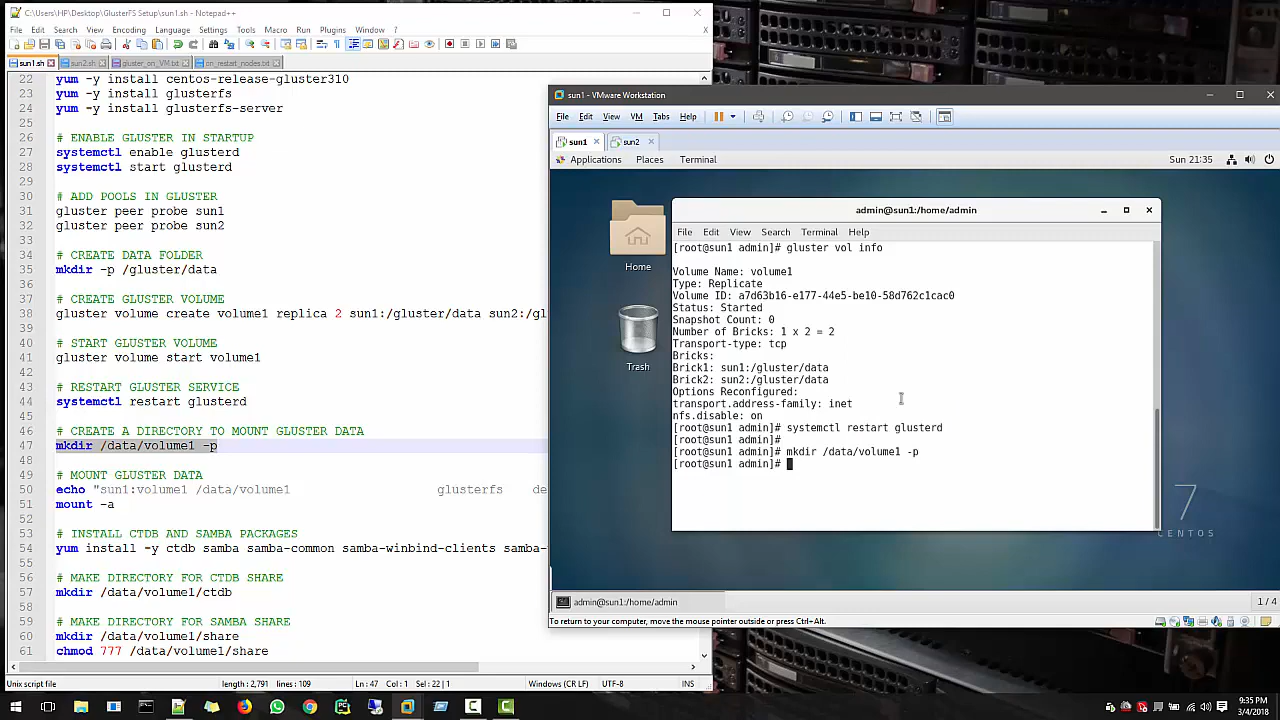 C:\Users\HP\Desktop\GlusterFS Setup\sun1.sh - Notepad++
File Edit Search View Encoding Language Settings Tools Macro Run Plugins Window ?
X
sun1.sh sun2.sh gluster_on_VM.txt on_restart_nodes.txt
22 yum -y install centos-release-gluster310
23 yum -y install glusterfs
24 yum -y install glusterfs-server
25
26 # ENABLE GLUSTER IN STARTUP
27 systemctl enable glusterd
28 systemctl start glusterd
29
30 # ADD POOLS IN GLUSTER
31 gluster peer probe sun1
32 gluster peer probe sun2
33
34 # CREATE DATA FOLDER
35 mkdir -p /gluster/data
36
37 # CREATE GLUSTER VOLUME
38 gluster volume create volume1 replica 2 sun1:/gluster/data sun2:/gl
39
40 # START GLUSTER VOLUME
41 gluster volume start volume1
42
43 # RESTART GLUSTER SERVICE
44 systemctl restart glusterd
45
46 # CREATE A DIRECTORY TO MOUNT GLUSTER DATA
47 mkdir /data/volume1 -p
48
49 # MOUNT GLUSTER DATA
50 echo "sun1:volume1 /data/volume1 glusterfs de
51 mount -a
52
53 # INSTALL CTDB AND SAMBA PACKAGES
54 yum install -y ctdb samba samba-common samba-winbind-clients samba-
55
56 # MAKE DIRECTORY FOR CTDB SHARE
57 mkdir /data/volume1/ctdb
58
59 # MAKE DIRECTORY FOR SAMBA SHARE
60 mkdir /data/volume1/share
61 chmod 777 /data/volume1/share
Unix script file length : 2,791 lines : 109 Ln : 47 Col : 1 Sel : 22 | 1 Windows (CR LF) UTF-8 INS
sun1 - VMware Workstation
File Edit View VM Tabs Help
sun1 sun2
Applications Places Terminal Sun 21:35
Home
Trash
admin@sun1:/home/admin
File Edit View Search Terminal Help
[root@sun1 admin]# gluster vol info
Volume Name: volume1
Type: Replicate
Volume ID: a7d63b16-e177-44e5-be10-58d762c1cac0
Status: Started
Snapshot Count: 0
Number of Bricks: 1 x 2 = 2
Transport-type: tcp
Bricks:
Brick1: sun1:/gluster/data
Brick2: sun2:/gluster/data
Options Reconfigured:
transport.address-family: inet
nfs.disable: on
[root@sun1 admin]# systemctl restart glusterd
[root@sun1 admin]#
[root@sun1 admin]# mkdir /data/volume1 -p
[root@sun1 admin]#
7
CENTOS
admin@sun1:/home/admin 1 / 4
To return to your computer, move the mouse pointer outside or press Ctrl+Alt.
9:35 PM
3/4/2018